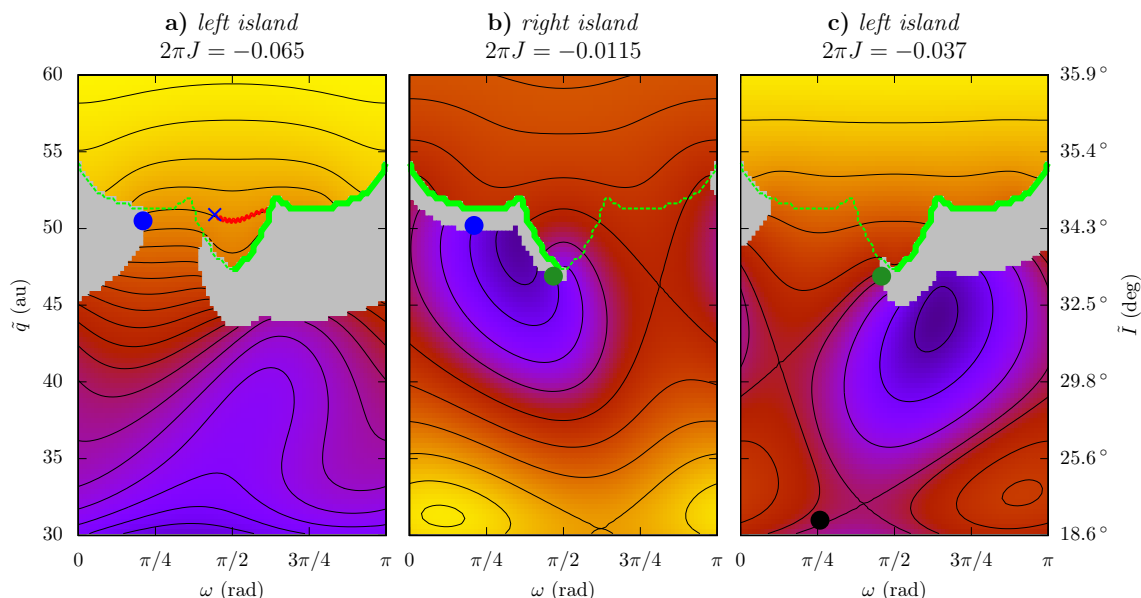 a) left island
2πJ = −0.065
b) right island
2πJ = −0.0115
c) left island
2πJ = −0.037
60
55
50
45
40
35
30
q̃ (au)
35.9°
35.4°
34.3°
32.5°
29.8°
25.6°
18.6°
Ĩ (deg)
0 π/4 π/2 3π/4 π
0 π/4 π/2 3π/4 π
0 π/4 π/2 3π/4 π
ω (rad)
ω (rad)
ω (rad)